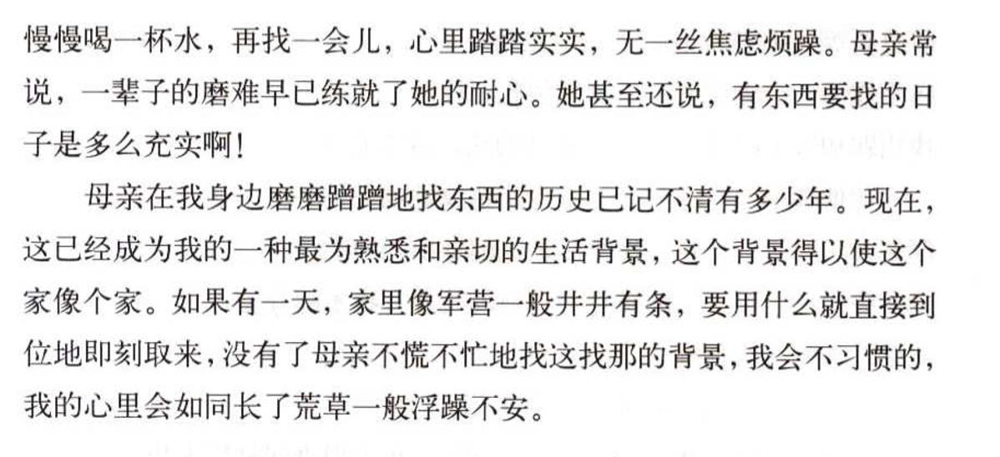 慢慢喝一杯水，再找一会儿，心里踏踏实实，无一丝焦虑烦躁。母亲常
说，一辈子的磨难早已练就了她的耐心。她甚至还说，有东西要找的日
子是多么充实啊！
母亲在我身边磨磨蹭蹭地找东西的历史已记不清有多少年。现在，
这已经成为我的一种最为熟悉和亲切的生活背景，这个背景得以使这个
家像个家。如果有一天，家里像军营一般井井有条，要用什么就直接到
位地即刻取来，没有了母亲不慌不忙地找这找那的背景，我会不习惯的，
我的心里会如同长了荒草一般浮躁不安。